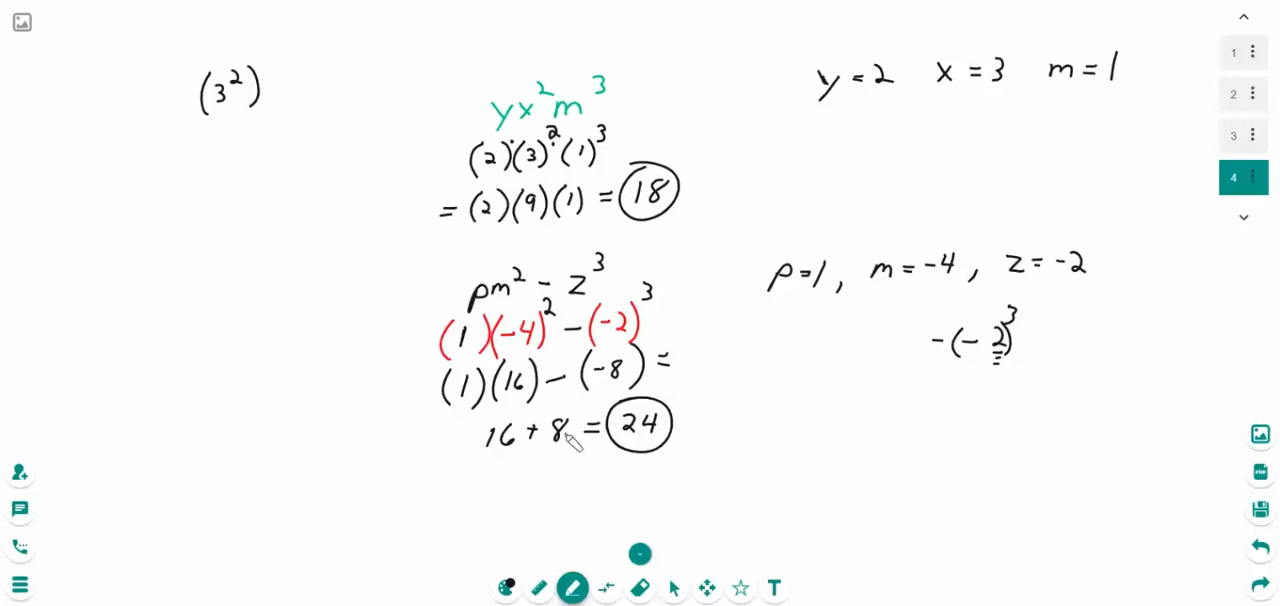 (3²)
yx²m³
y = 2 x = 3 m = 1
(2)·(3)²·(1)³
= (2)(9)(1) = 18
pm² - z³
p=1, m = -4, z = -2
(1)(-4)² - (-2)³
-(-2)³
(1)(16) - (-8) =
16 + 8 = 24
1
2
3
4
PDF
T